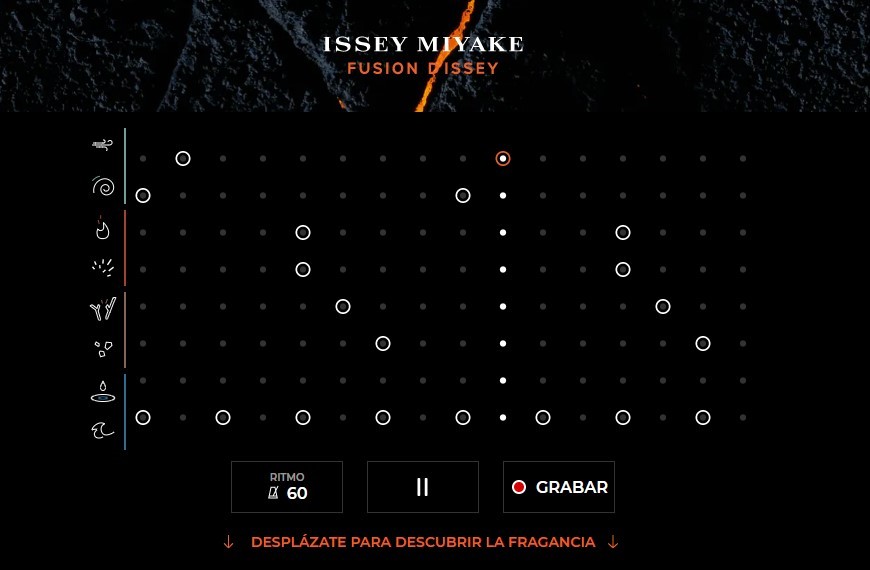 ISSEY MIYAKE
FUSION D'ISSEY
RITMO
60
GRABAR
DESPLÁZATE PARA DESCUBRIR LA FRAGANCIA